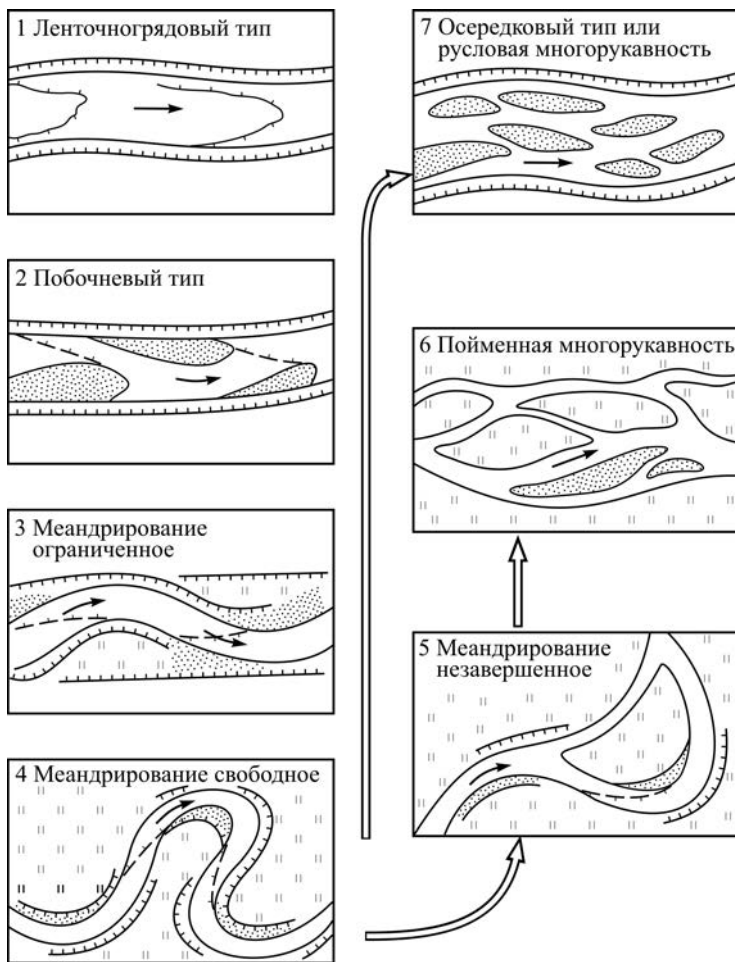 1 Ленточногрядовый тип
2 Побочневый тип
3 Меандрирование
ограниченное
4 Меандрирование свободное
7 Осередковый тип или
русловая многорукавность
6 Пойменная многорукавность
5 Меандрирование
незавершенное